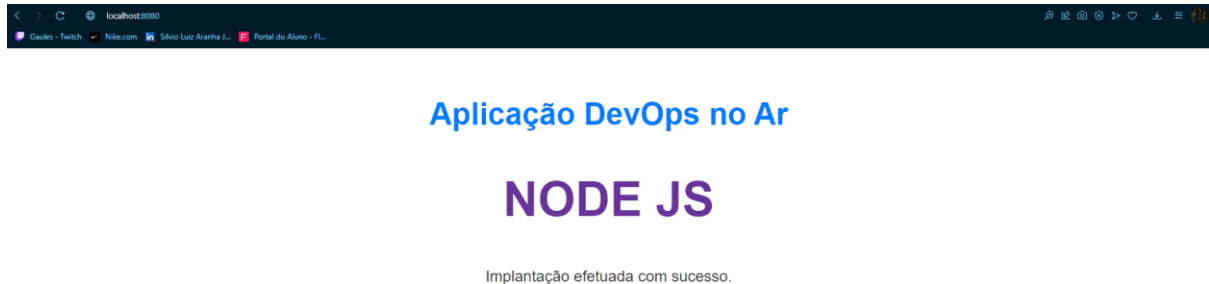 localhost:8080
Gaules - Twitch Nike.com Silvio Luiz Aranha J... Portal do Aluno - Fl...
Aplicação DevOps no Ar
NODE JS
Implantação efetuada com sucesso.